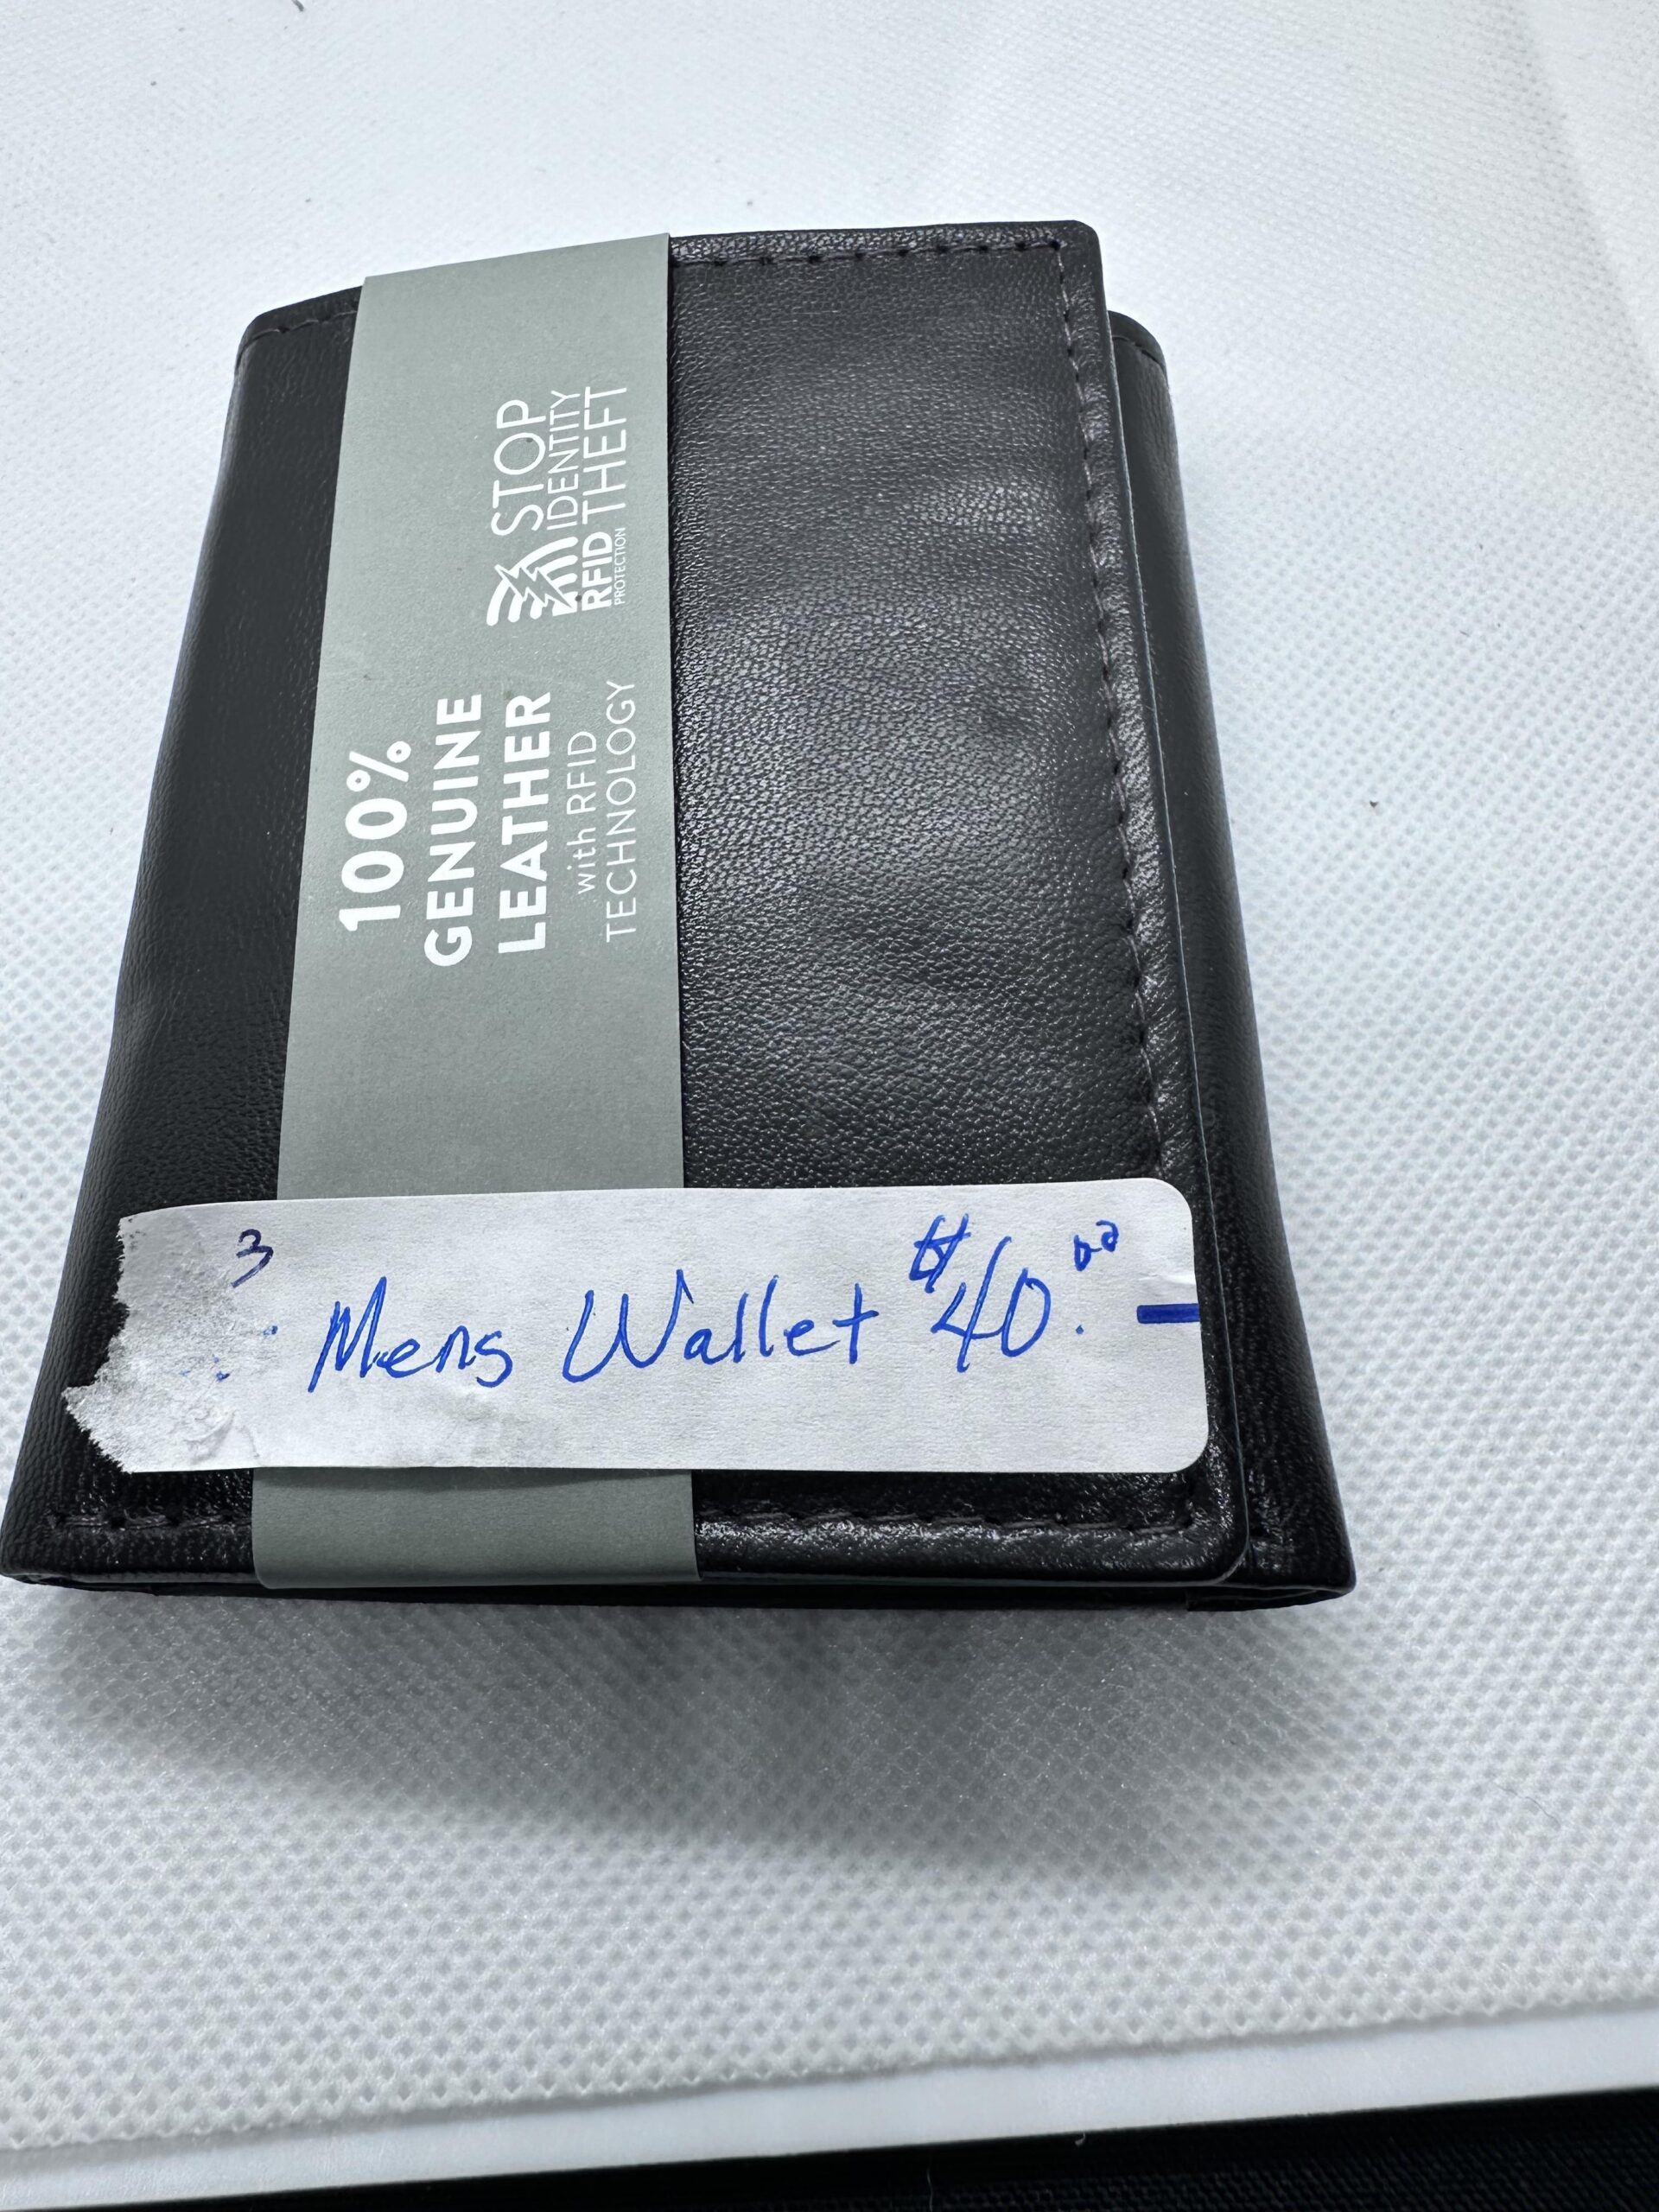 100%
GENUINE
LEATHER
with RFID
TECHNOLOGY
STOP
IDENTITY
RFID THEFT
PROTECTION
3
Mens Wallet $40.00